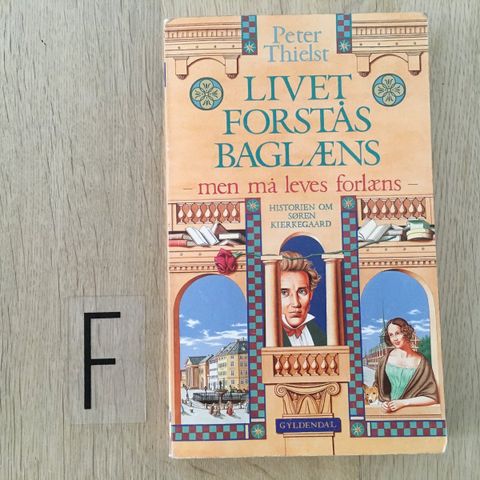 Peter
Thielst
LIVET
FORSTÅS
BAGLÆNS
– men må leves forlæns –
HISTORIEN OM
SØREN
KIERKEGAARD
F
GYLDENDAL